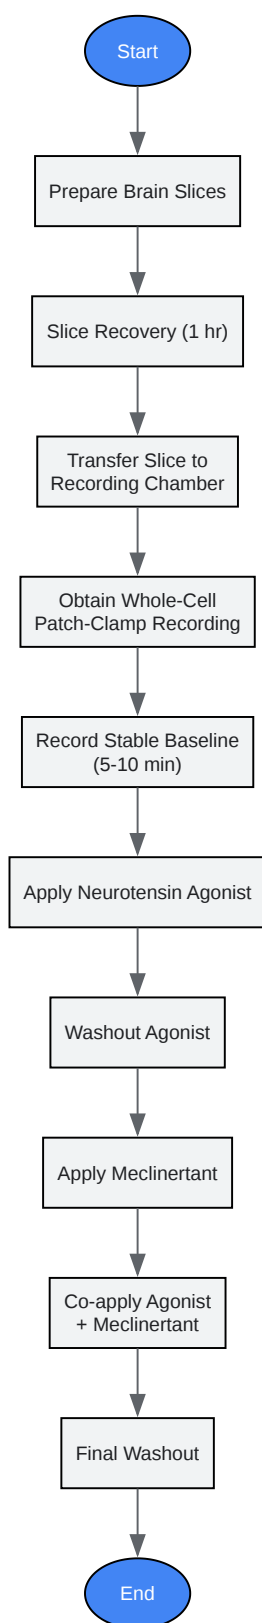 Start
Prepare Brain Slices
Slice Recovery (1 hr)
Transfer Slice to
Recording Chamber
Obtain Whole-Cell
Patch-Clamp Recording
Record Stable Baseline
(5-10 min)
Apply Neurotensin Agonist
Washout Agonist
Apply Meclinertant
Co-apply Agonist
+ Meclinertant
Final Washout
End